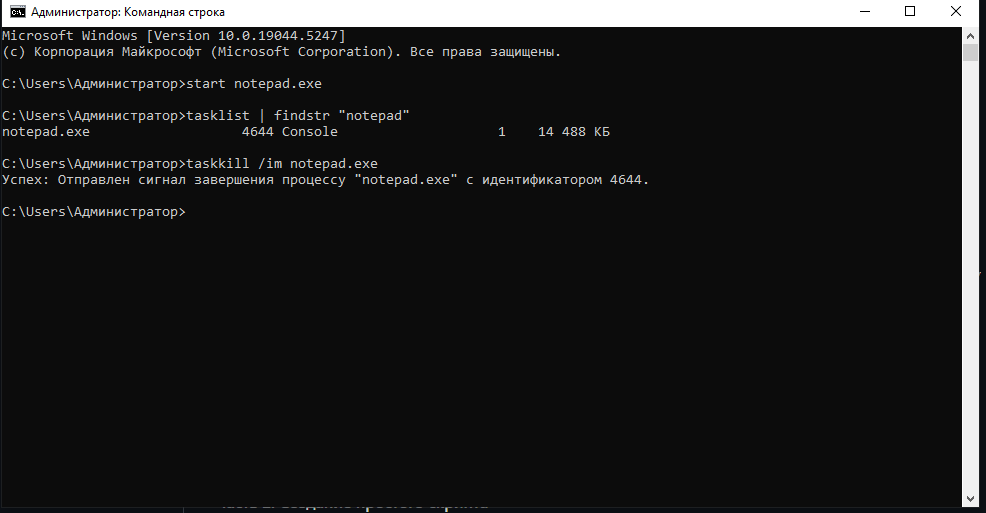 Администратор: Командная строка
Microsoft Windows [Version 10.0.19044.5247]
(c) Корпорация Майкрософт (Microsoft Corporation). Все права защищены.
C:\Users\Администратор>start notepad.exe
C:\Users\Администратор>tasklist | findstr "notepad"
notepad.exe                   4644 Console                    1    14 488 КБ
C:\Users\Администратор>taskkill /im notepad.exe
Успех: Отправлен сигнал завершения процессу "notepad.exe" с идентификатором 4644.
C:\Users\Администратор>